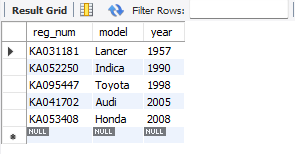 Result Grid Filter Rows:
reg_num model year
KA031181 Lancer 1957
KA052250 Indica 1990
KA095447 Toyota 1998
KA041702 Audi 2005
KA053408 Honda 2008
NULL NULL NULL